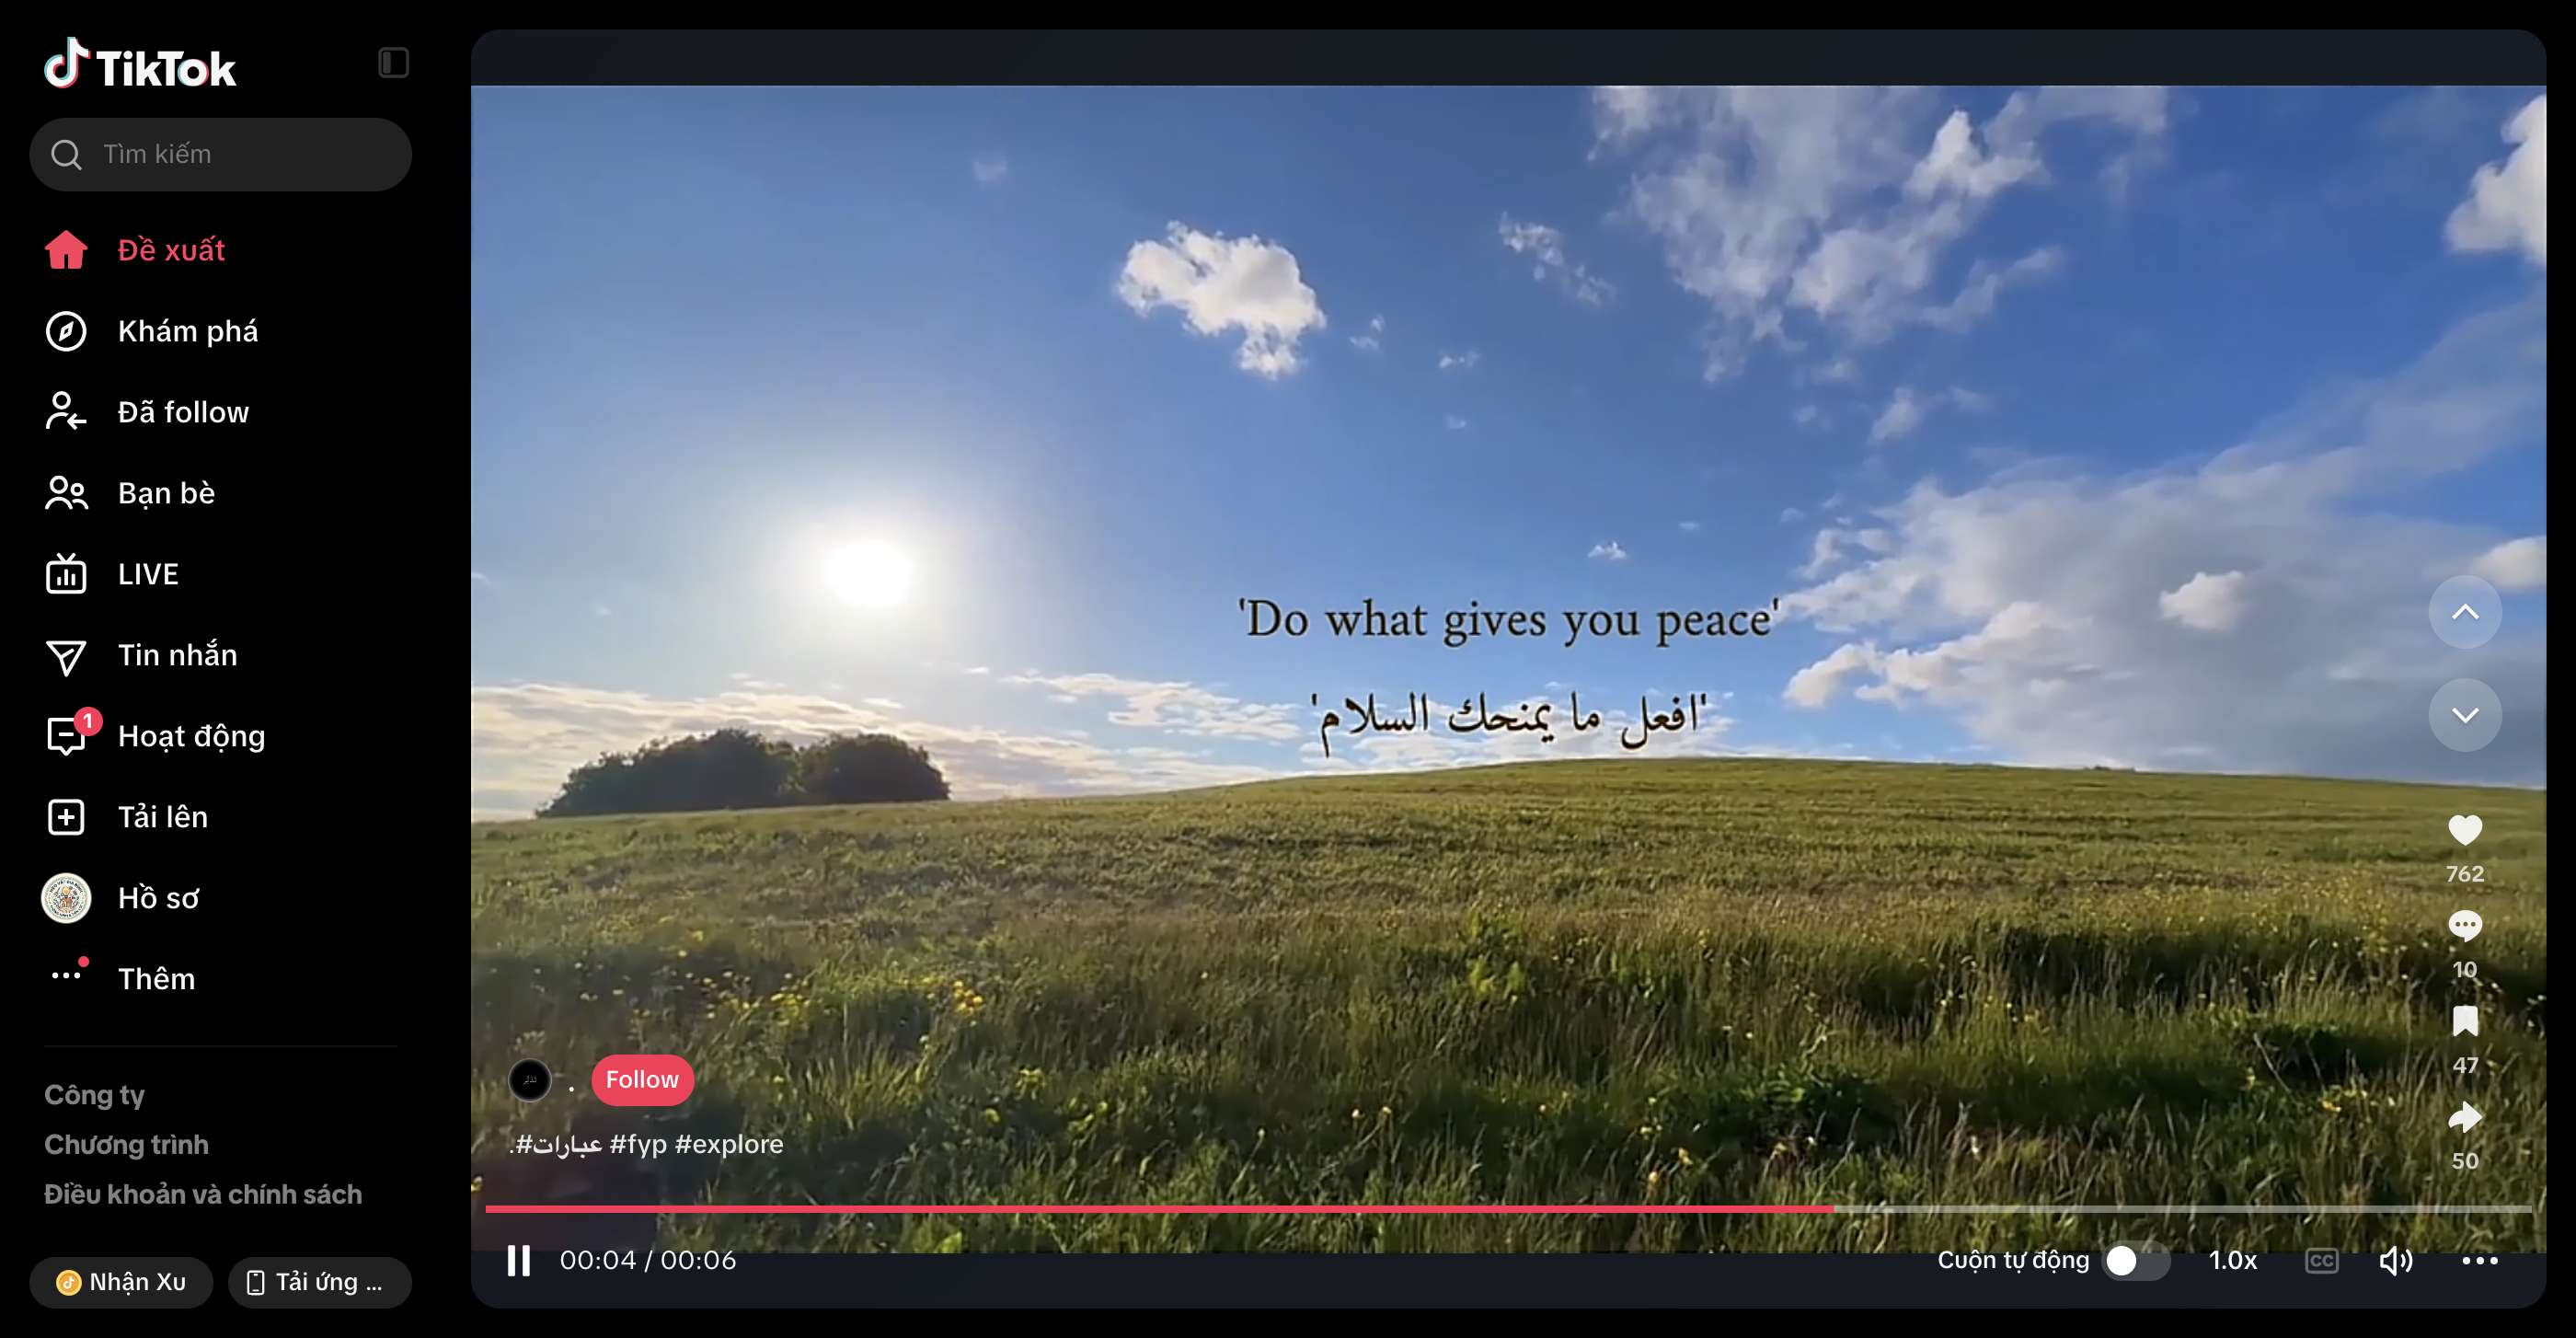 TikTok
Tìm kiếm
Đề xuất
Khám phá
Đã follow
Bạn bè
LIVE
Tin nhắn
1
Hoạt động
Tải lên
Hồ sơ
Thêm
Công ty
Chương trình
Điều khoản và chính sách
Nhận Xu
Tải ứng ...
'Do what gives you peace'
'افعل ما يمنحك السلام'
762
10
47
50
. Follow
.#عبارات #fyp #explore
00:04 / 00:06
Cuộn tự động
1.0x
CC